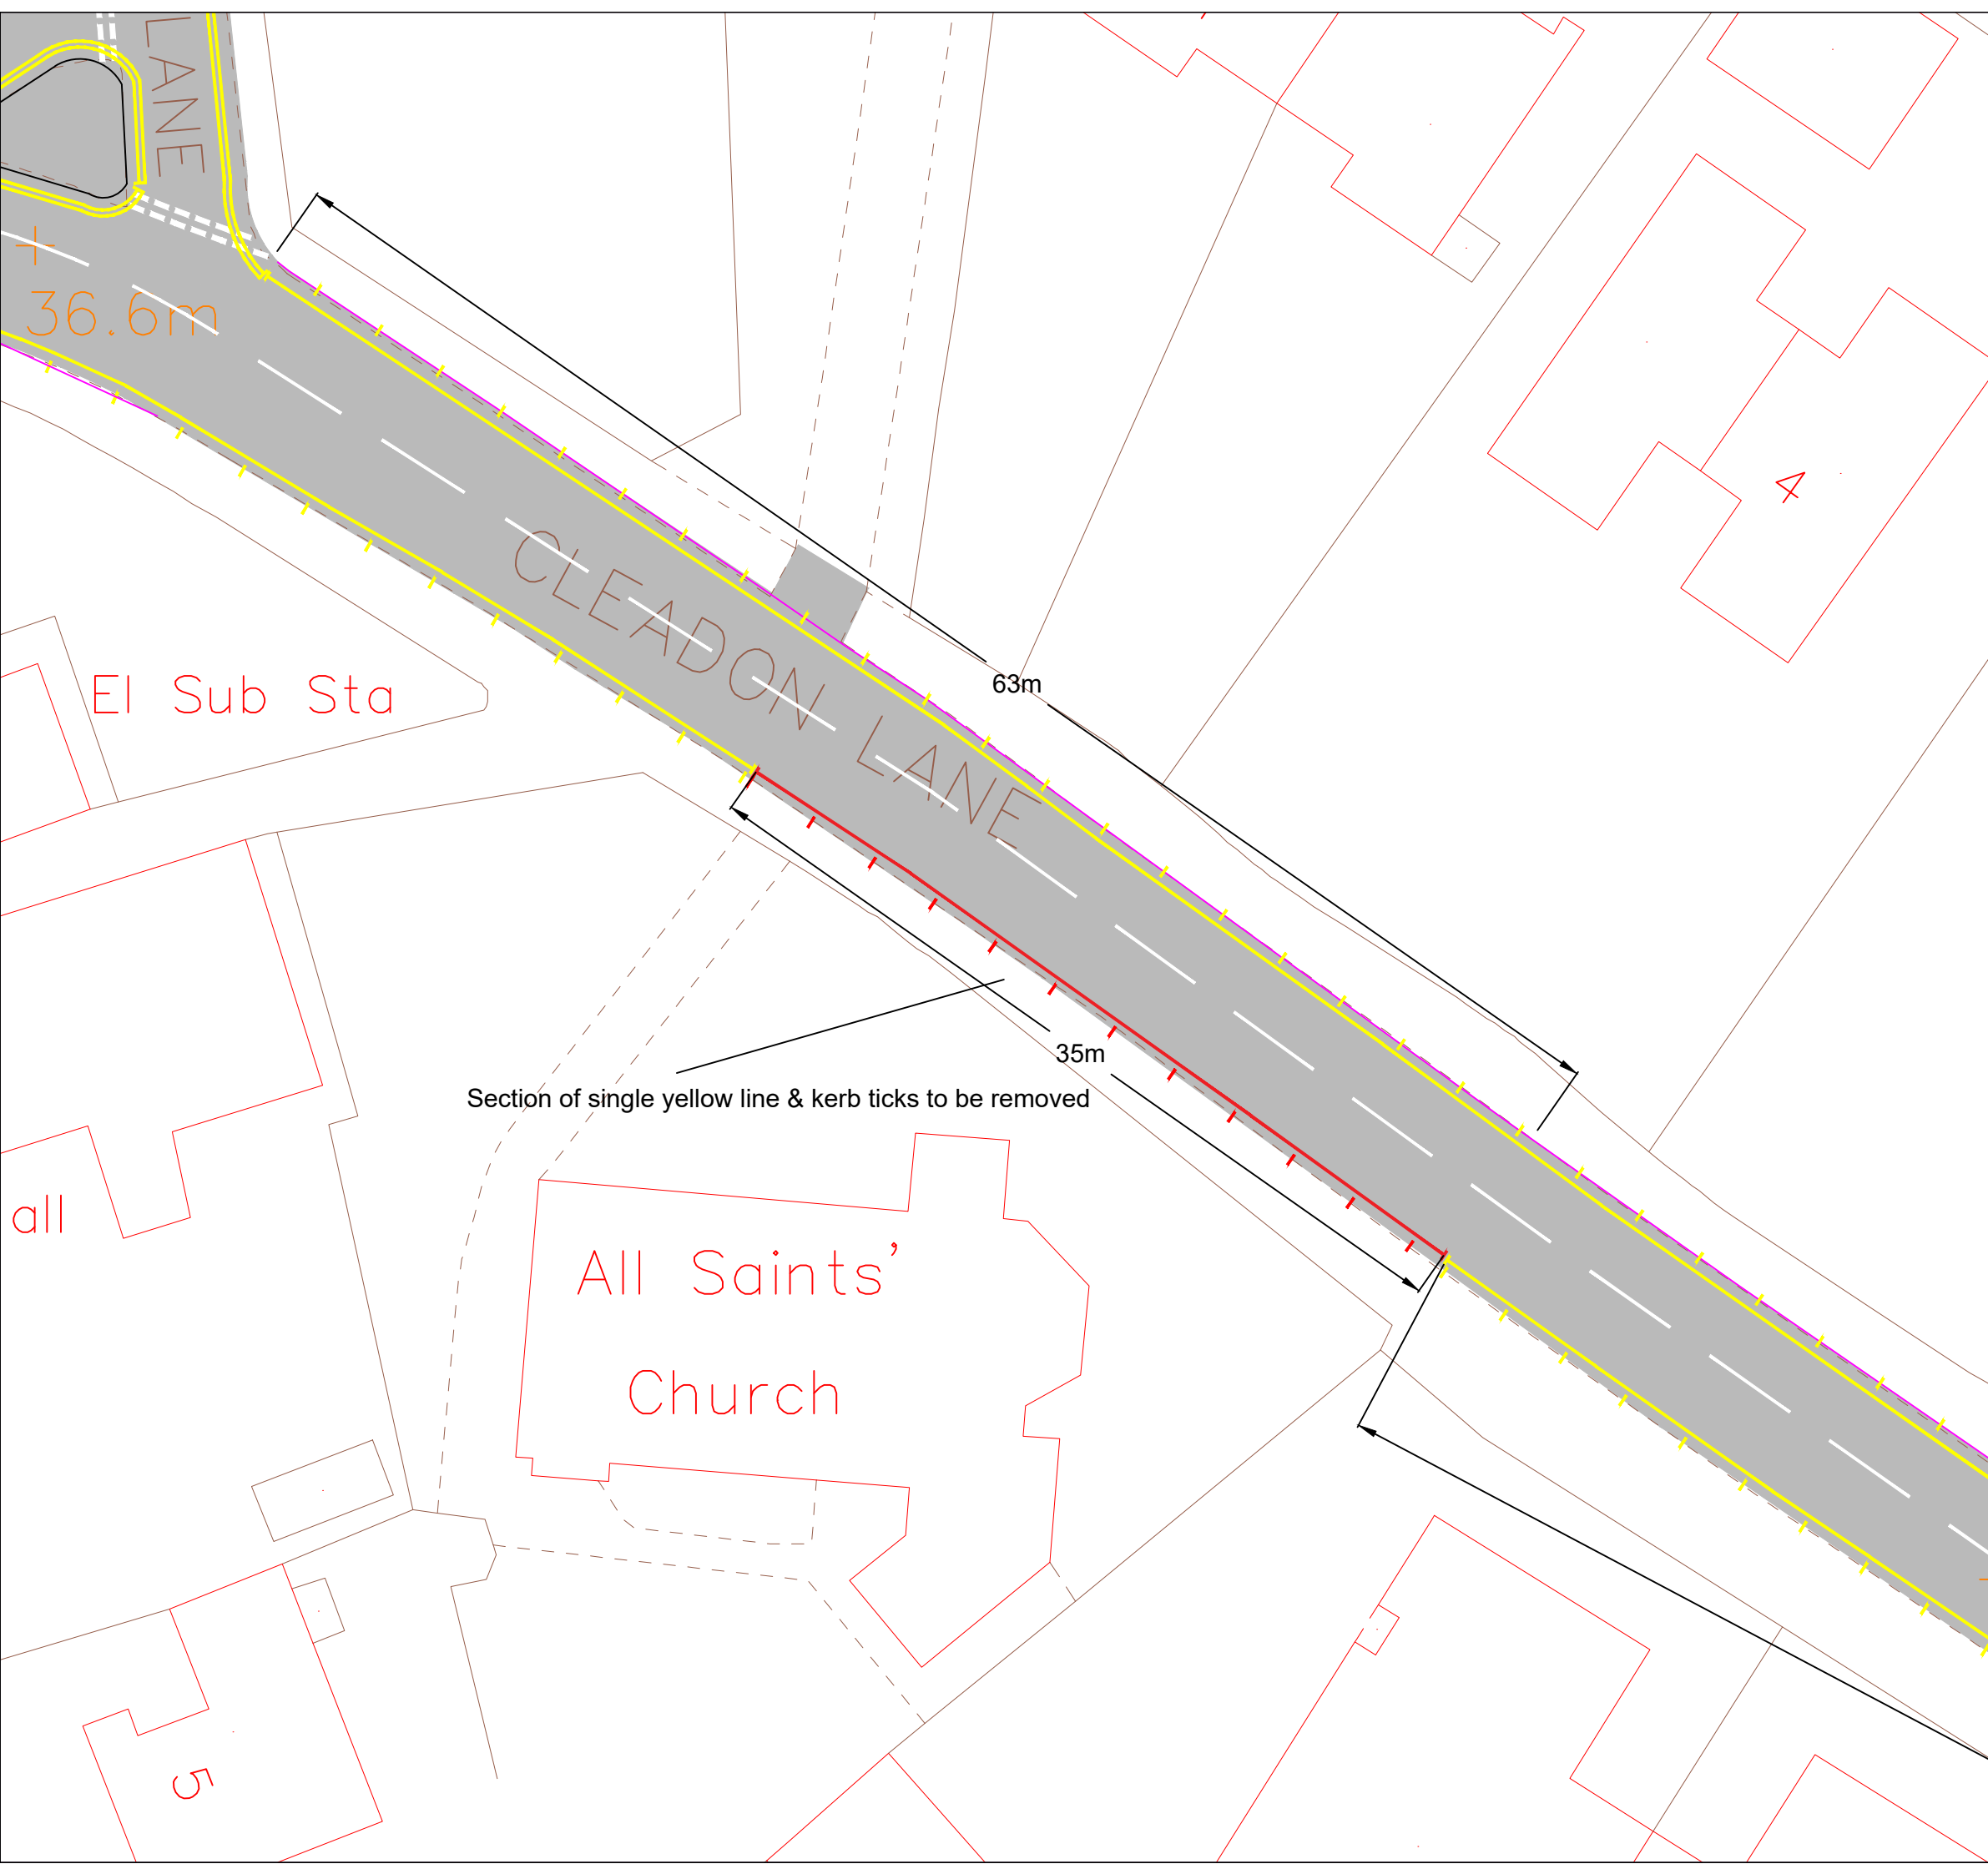 LANE
36.6m
CLEADON LANE
4
El Sub Sta
63m
35m
Section of single yellow line & kerb ticks to be removed
all
All Saints'
Church
5